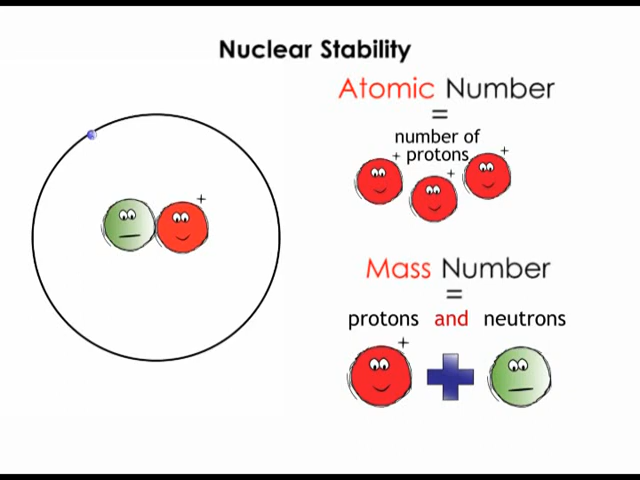 Nuclear Stability
Atomic Number
=
number of
protons
+ + +
+
Mass Number
=
protons and neutrons
+